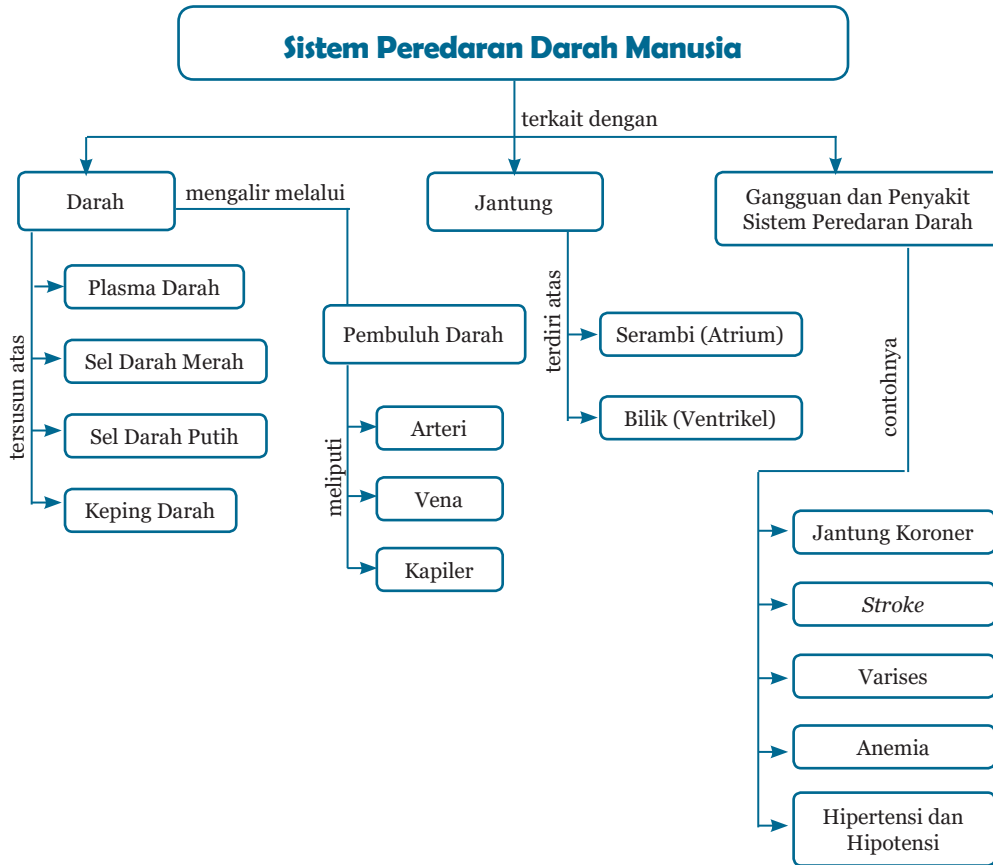 Sistem Peredaran Darah Manusia
terkait dengan
Darah
mengalir melalui
Jantung
Gangguan dan Penyakit
Sistem Peredaran Darah
tersusun atas
Plasma Darah
Sel Darah Merah
Sel Darah Putih
Keping Darah
Pembuluh Darah
meliputi
Arteri
Vena
Kapiler
terdiri atas
Serambi (Atrium)
Bilik (Ventrikel)
contohnya
Jantung Koroner
Stroke
Varises
Anemia
Hipertensi dan
Hipotensi